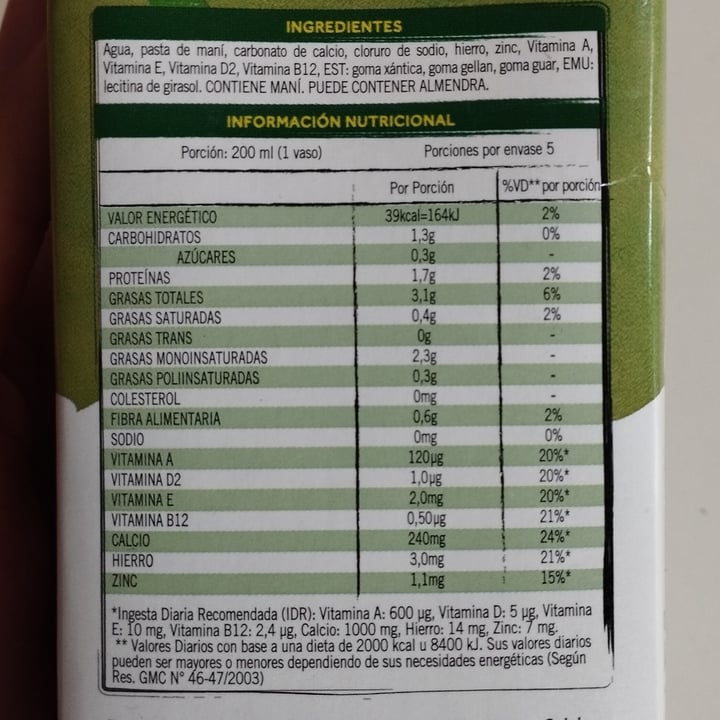 INGREDIENTES
Agua, pasta de maní, carbonato de calcio, cloruro de sodio, hierro, zinc, Vitamina A,
Vitamina E, Vitamina D2, Vitamina B12, EST: goma xántica, goma gellan, goma guar, EMU:
lecitina de girasol. CONTIENE MANÍ. PUEDE CONTENER ALMENDRA.
INFORMACIÓN NUTRICIONAL
Porción: 200 ml (1 vaso) Porciones por envase 5
Por Porción %VD** por porción
VALOR ENERGÉTICO 39kcal=164kJ 2%
CARBOHIDRATOS 1,3g 0%
AZÚCARES 0,3g -
PROTEÍNAS 1,7g 2%
GRASAS TOTALES 3,1g 6%
GRASAS SATURADAS 0,4g 2%
GRASAS TRANS 0g -
GRASAS MONOINSATURADAS 2,3g -
GRASAS POLIINSATURADAS 0,3g -
COLESTEROL 0mg -
FIBRA ALIMENTARIA 0,6g 2%
SODIO 0mg 0%
VITAMINA A 120µg 20%*
VITAMINA D2 1,0µg 20%*
VITAMINA E 2,0mg 20%*
VITAMINA B12 0,50µg 21%*
CALCIO 240mg 24%*
HIERRO 3,0mg 21%*
ZINC 1,1mg 15%*
*Ingesta Diaria Recomendada (IDR): Vitamina A: 600 µg, Vitamina D: 5 µg, Vitamina
E: 10 mg, Vitamina B12: 2,4 µg, Calcio: 1000 mg, Hierro: 14 mg, Zinc: 7 mg.
** Valores Diarios con base a una dieta de 2000 kcal u 8400 kJ. Sus valores diarios
pueden ser mayores o menores dependiendo de sus necesidades energéticas (Según
Res. GMC N° 46-47/2003)